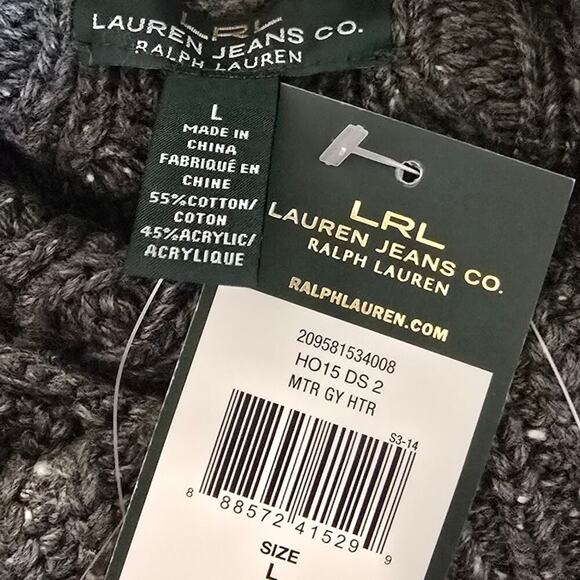 LRL
LAUREN JEANS CO.
RALPH LAUREN
L
MADE IN
CHINA
FABRIQUÉ EN
CHINE
55%COTTON/
COTON
45%ACRYLIC/
ACRYLIQUE
LRL
LAUREN JEANS CO.
RALPH LAUREN
RALPHLAUREN.COM
209581534008
HO15 DS 2
MTR GY HTR
S3-14
8 88572 41529 9
SIZE
L